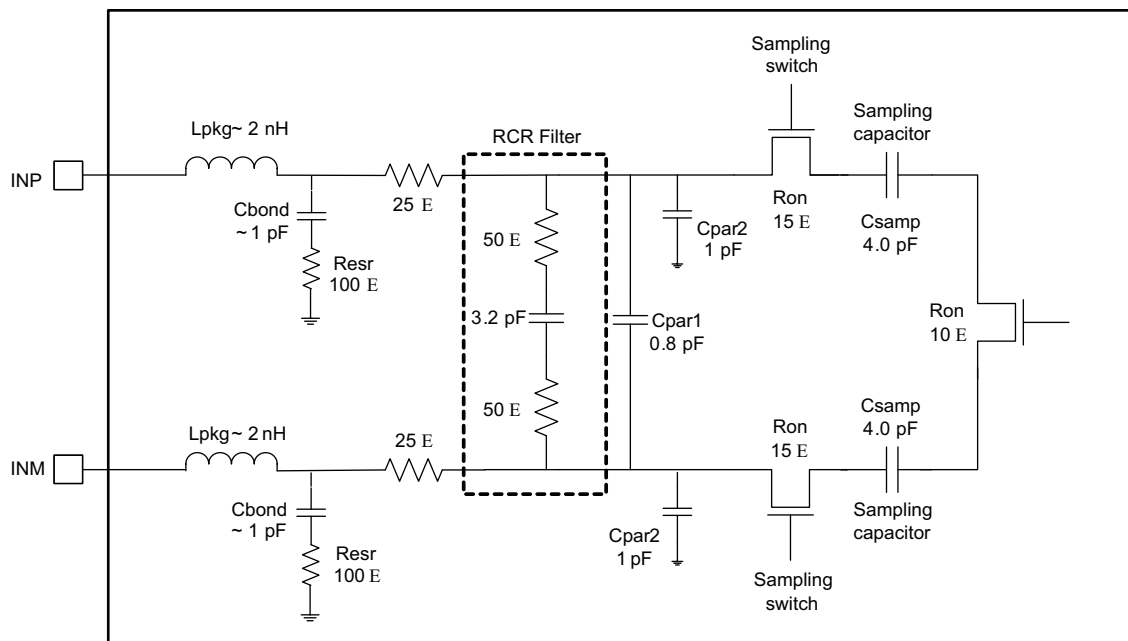 Sampling
switch
Lpkg~ 2 nH
RCR Filter
Sampling
capacitor
INP
Cbond
~ 1 pF
25 E
50 E
Cpar2
1 pF
Ron
15 E
Csamp
4.0 pF
Resr
100 E
3.2 pF
Cpar1
0.8 pF
Ron
10 E
50 E
Lpkg~ 2 nH
25 E
Ron
15 E
Csamp
4.0 pF
INM
Cbond
~ 1 pF
Cpar2
1 pF
Sampling
capacitor
Resr
100 E
Sampling
switch